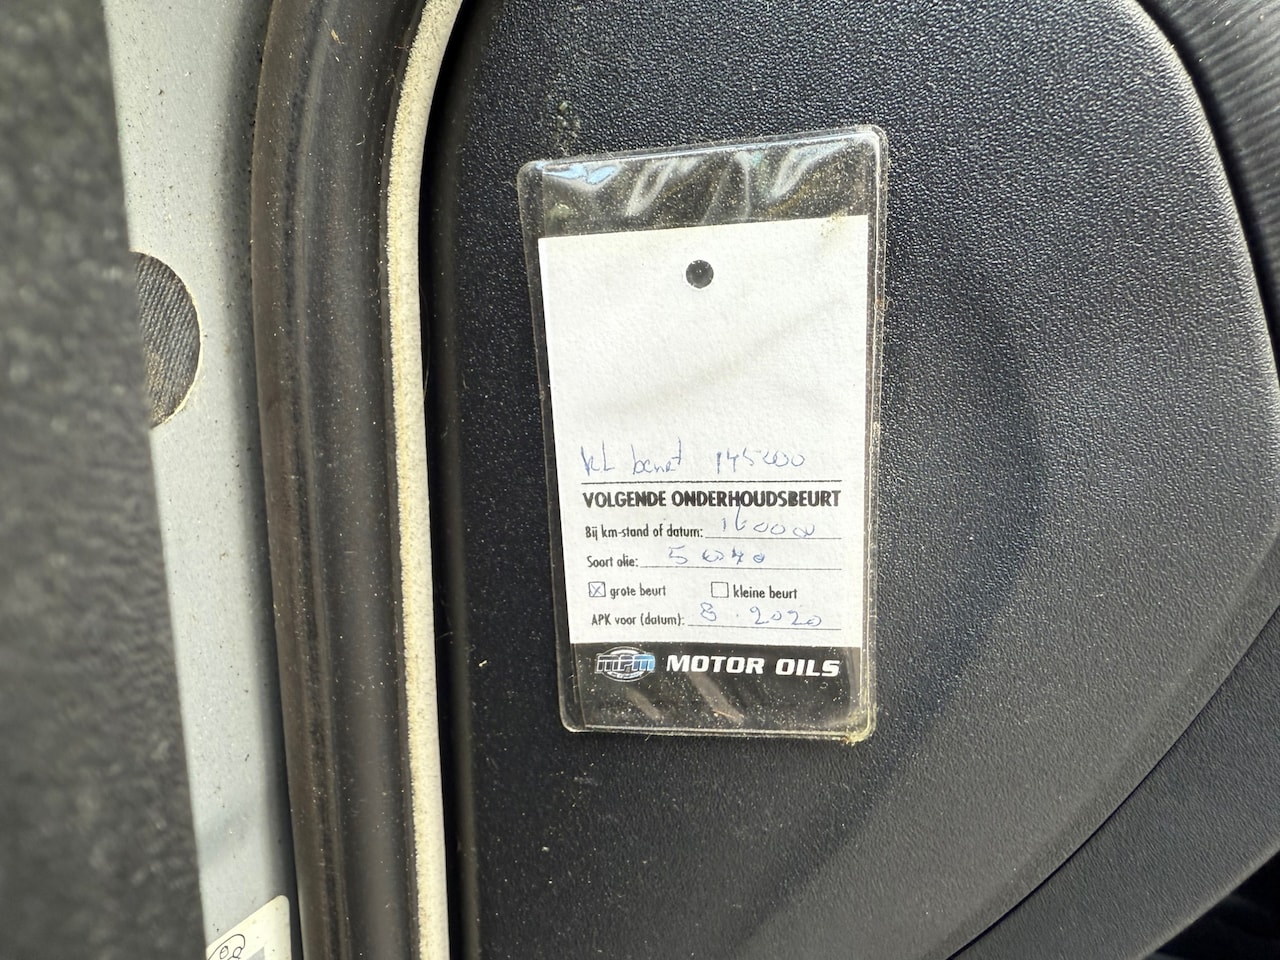 kl beurt 145000
VOLGENDE ONDERHOUDSBEURT
Bij km-stand of datum: 160000
Soort olie: 5W40
☒ grote beurt ☐ kleine beurt
APK voor (datum): 8-2020
mpm MOTOR OILS